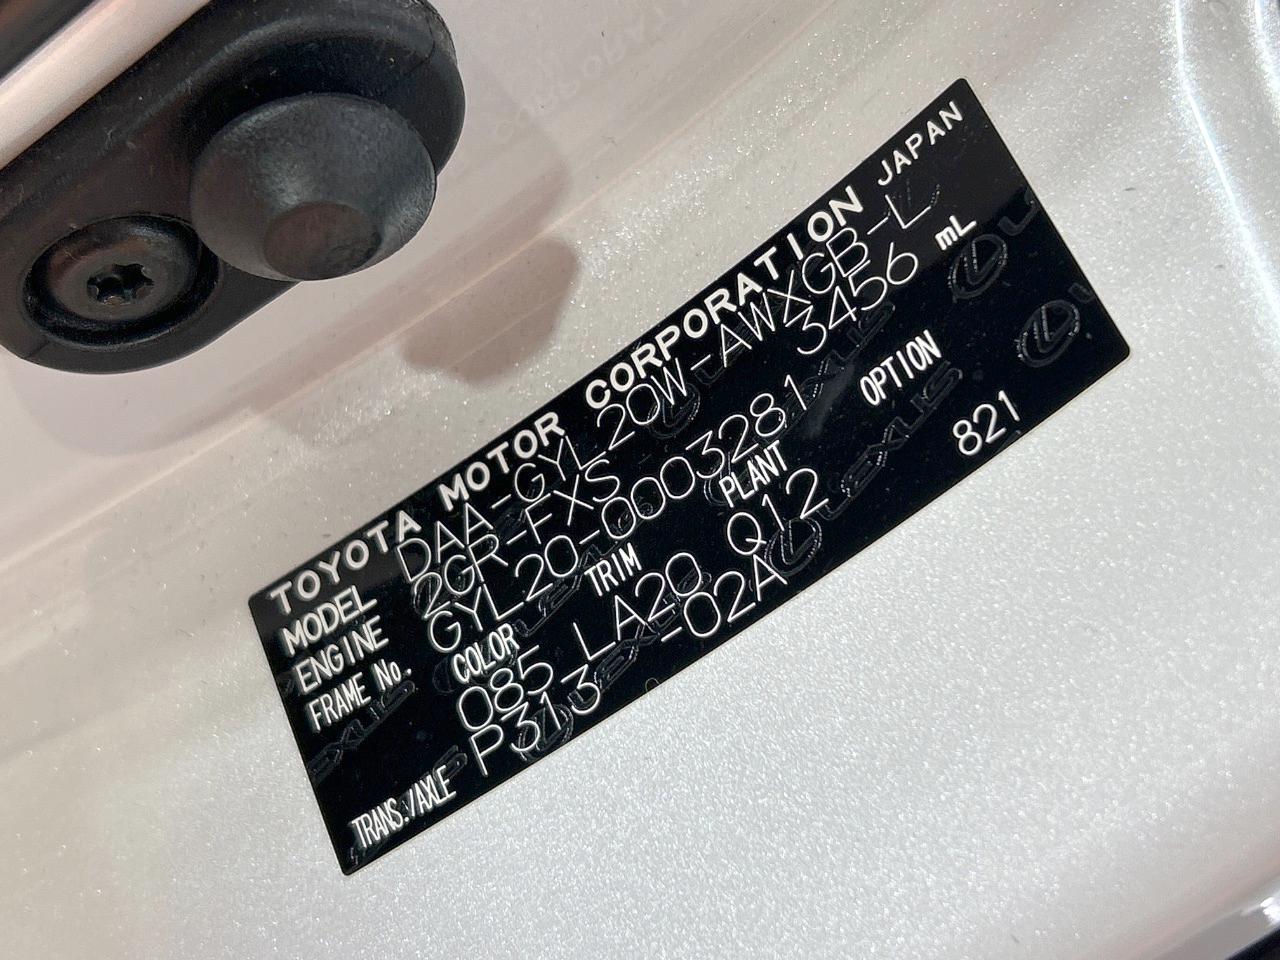 TOYOTA MOTOR CORPORATION JAPAN
MODEL DAA-GYL20W-AWXGB-L
ENGINE 2GR-FXS 3456 mL
FRAME No. GYL20-0003281
COLOR TRIM PLANT OPTION
085 LA20 Q12 821
TRANS./AXLE P313 -02A